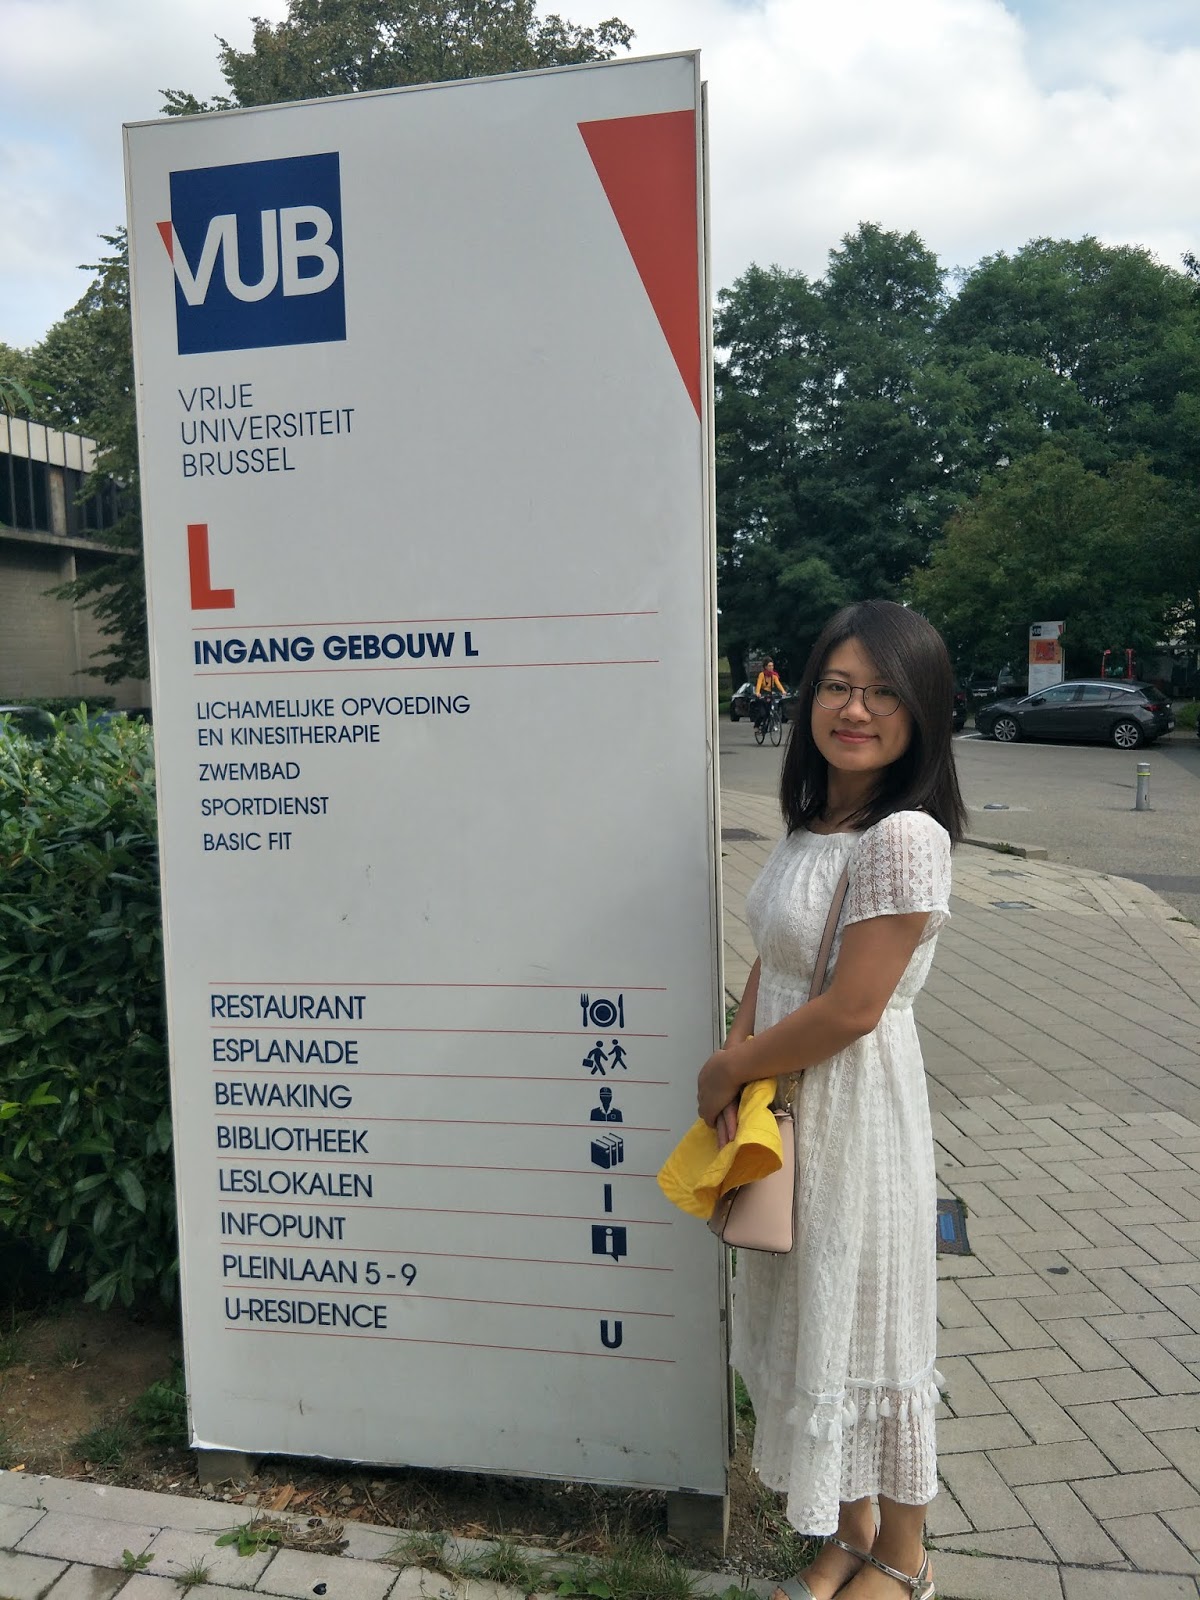 VUB
VRIJE
UNIVERSITEIT
BRUSSEL
L
INGANG GEBOUW L
LICHAMELIJKE OPVOEDING
EN KINESITHERAPIE
ZWEMBAD
SPORTDIENST
BASIC FIT
RESTAURANT
ESPLANADE
BEWAKING
BIBLIOTHEEK
LESLOKALEN I
INFOPUNT i
PLEINLAAN 5 - 9
U-RESIDENCE U